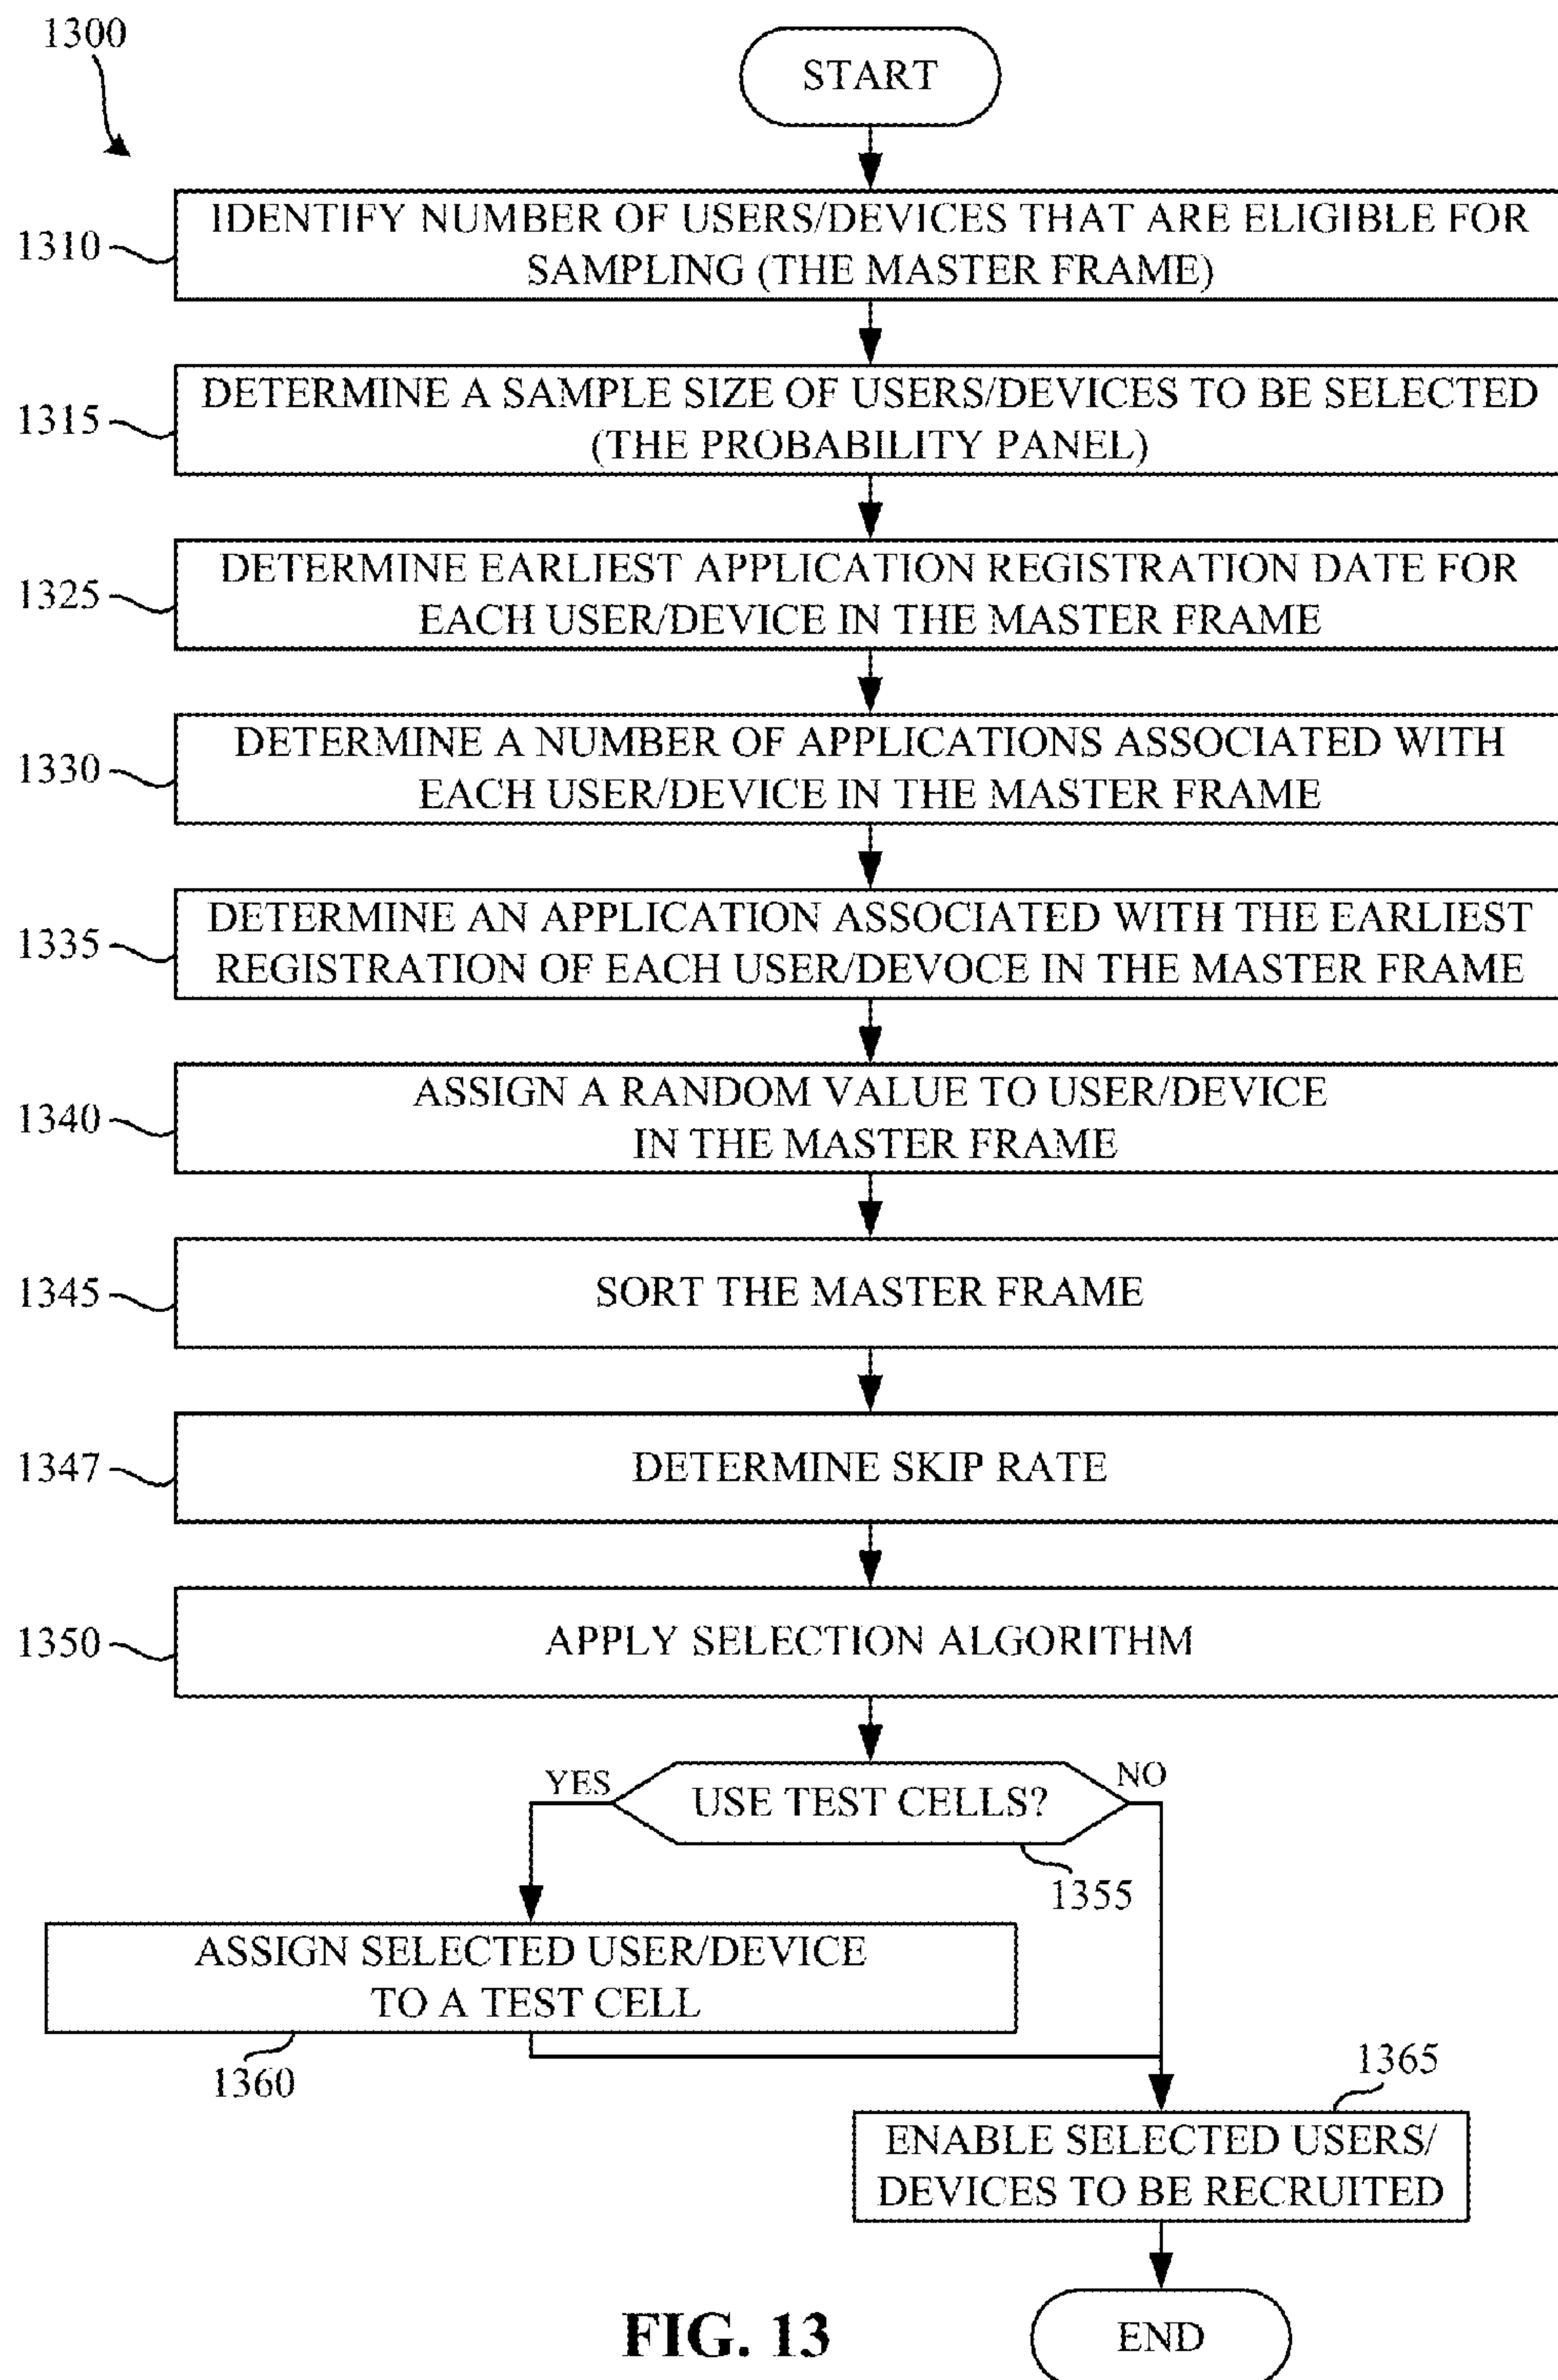 1300
START
1310
IDENTIFY NUMBER OF USERS/DEVICES THAT ARE ELIGIBLE FOR
SAMPLING (THE MASTER FRAME)
1315
DETERMINE A SAMPLE SIZE OF USERS/DEVICES TO BE SELECTED
(THE PROBABILITY PANEL)
1325
DETERMINE EARLIEST APPLICATION REGISTRATION DATE FOR
EACH USER/DEVICE IN THE MASTER FRAME
1330
DETERMINE A NUMBER OF APPLICATIONS ASSOCIATED WITH
EACH USER/DEVICE IN THE MASTER FRAME
1335
DETERMINE AN APPLICATION ASSOCIATED WITH THE EARLIEST
REGISTRATION OF EACH USER/DEVOCE IN THE MASTER FRAME
1340
ASSIGN A RANDOM VALUE TO USER/DEVICE
IN THE MASTER FRAME
1345
SORT THE MASTER FRAME
1347
DETERMINE SKIP RATE
1350
APPLY SELECTION ALGORITHM
YES
USE TEST CELLS?
NO
1355
ASSIGN SELECTED USER/DEVICE
TO A TEST CELL
1360
1365
ENABLE SELECTED USERS/
DEVICES TO BE RECRUITED
FIG. 13
END